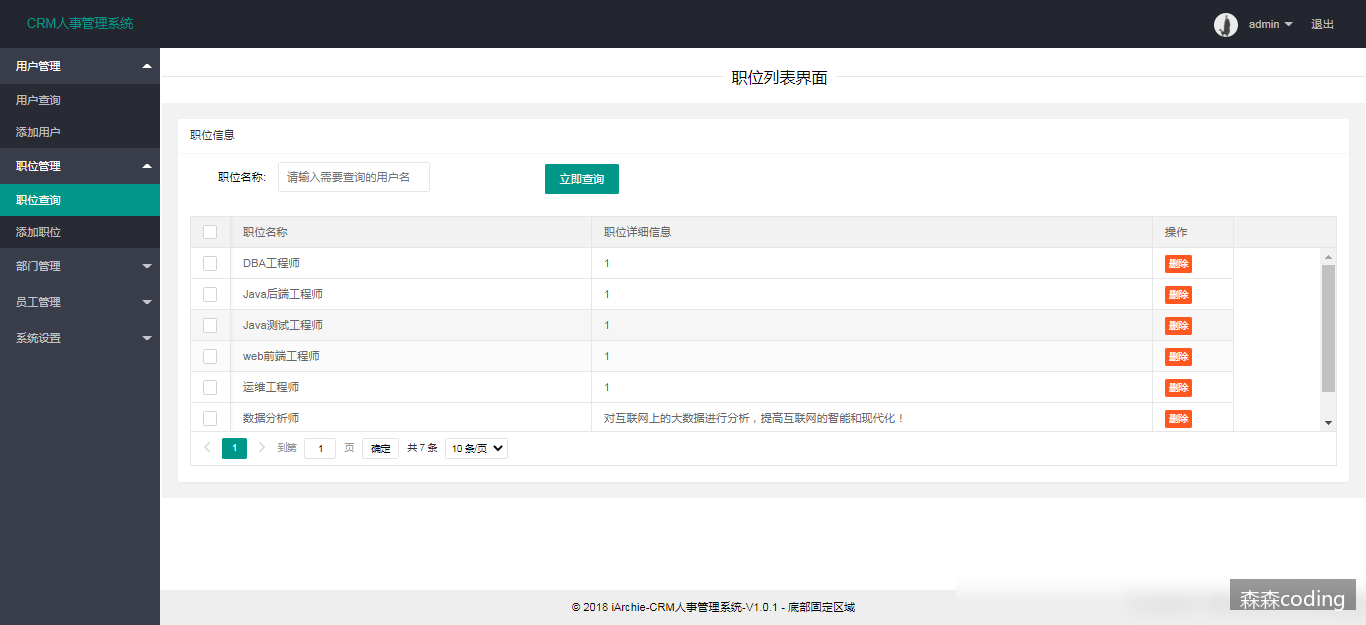 CRM人事管理系统
admin 退出
用户管理
用户查询
添加用户
职位管理
职位查询
添加职位
部门管理
员工管理
系统设置
职位列表界面
职位信息
职位名称: 请输入需要查询的用户名 立即查询
职位名称 职位详细信息 操作
DBA工程师 1 删除
Java后端工程师 1 删除
Java测试工程师 1 删除
web前端工程师 1 删除
运维工程师 1 删除
数据分析师 对互联网上的大数据进行分析，提高互联网的智能和现代化！ 删除
1 到第 1 页 确定 共 7 条 10 条/页
© 2018 iArchie-CRM人事管理系统-V1.0.1 - 底部固定区域
森森coding